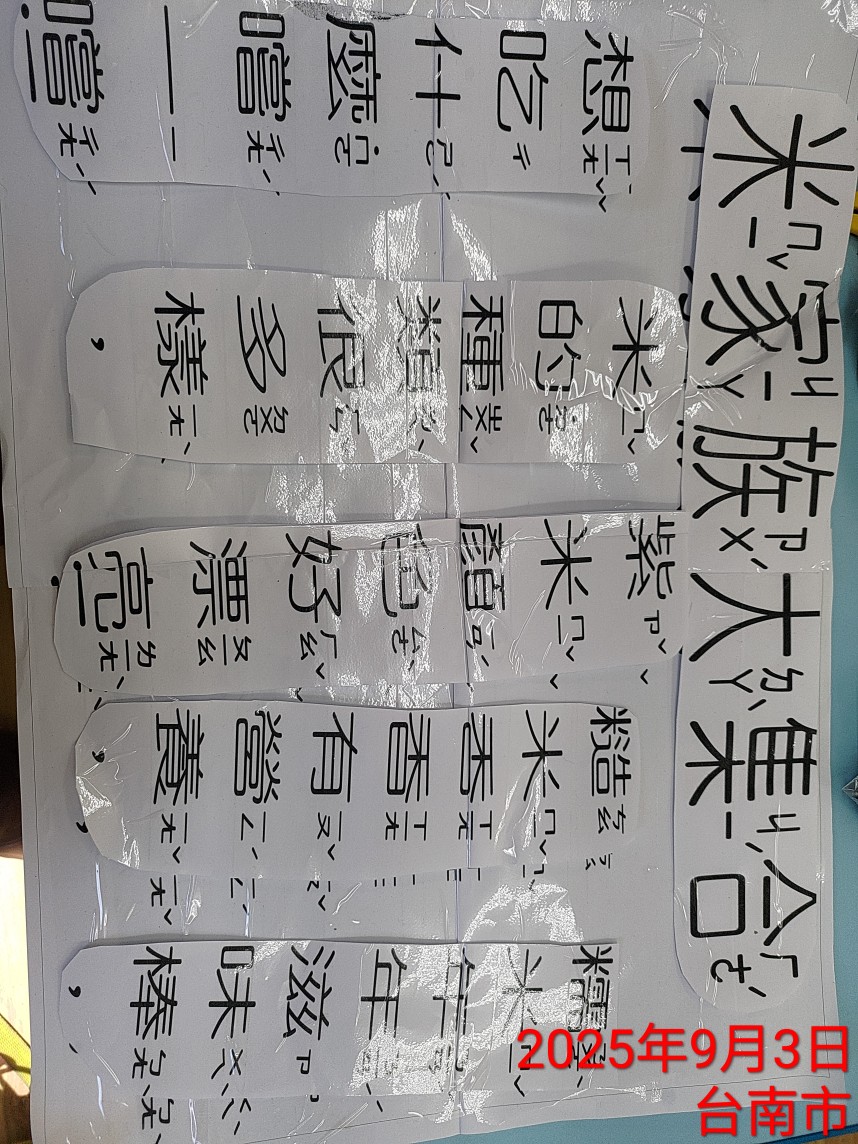 米家族大集合
糯米年年滋味棒，
糙米香香有營養，
紫米顏色好漂亮！
米的種類很多樣，
想吃什麼嚐一嚐！
2025年9月3日
台南市